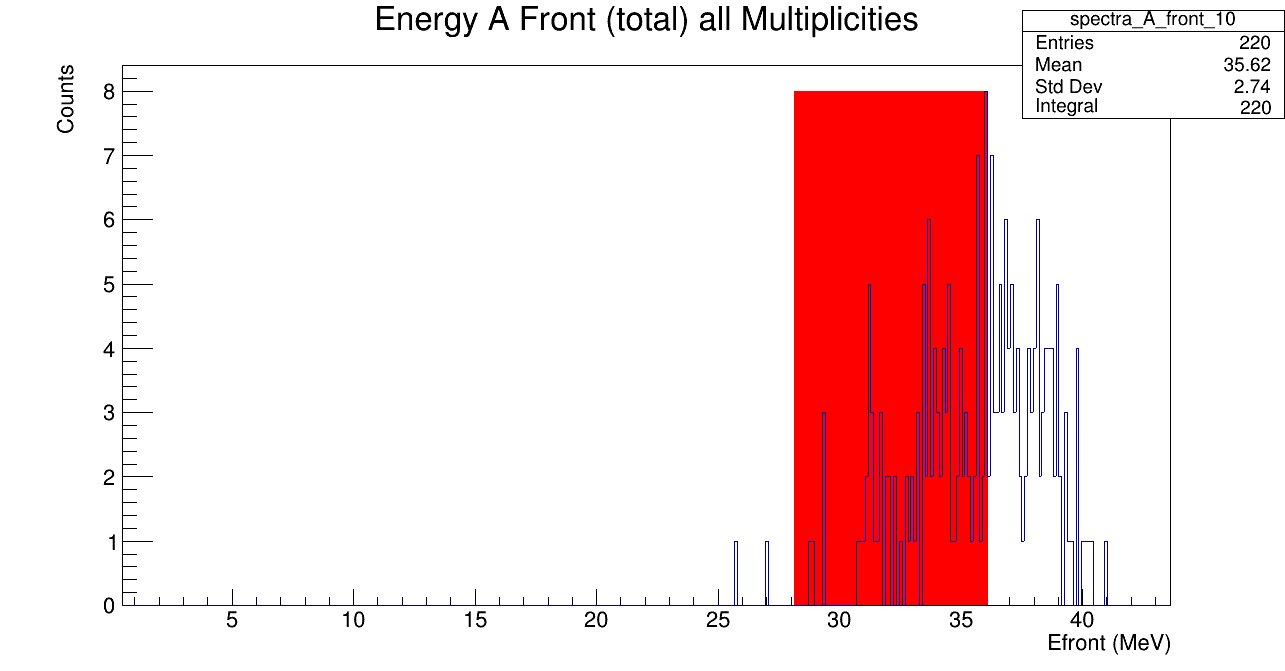 Energy A Front (total) all Multiplicities
spectra_A_front_10
Entries 220
Mean 35.62
Std Dev 2.74
Integral 220
Counts
8
7
6
5
4
3
2
1
0
5 10 15 20 25 30 35 40
Efront (MeV)